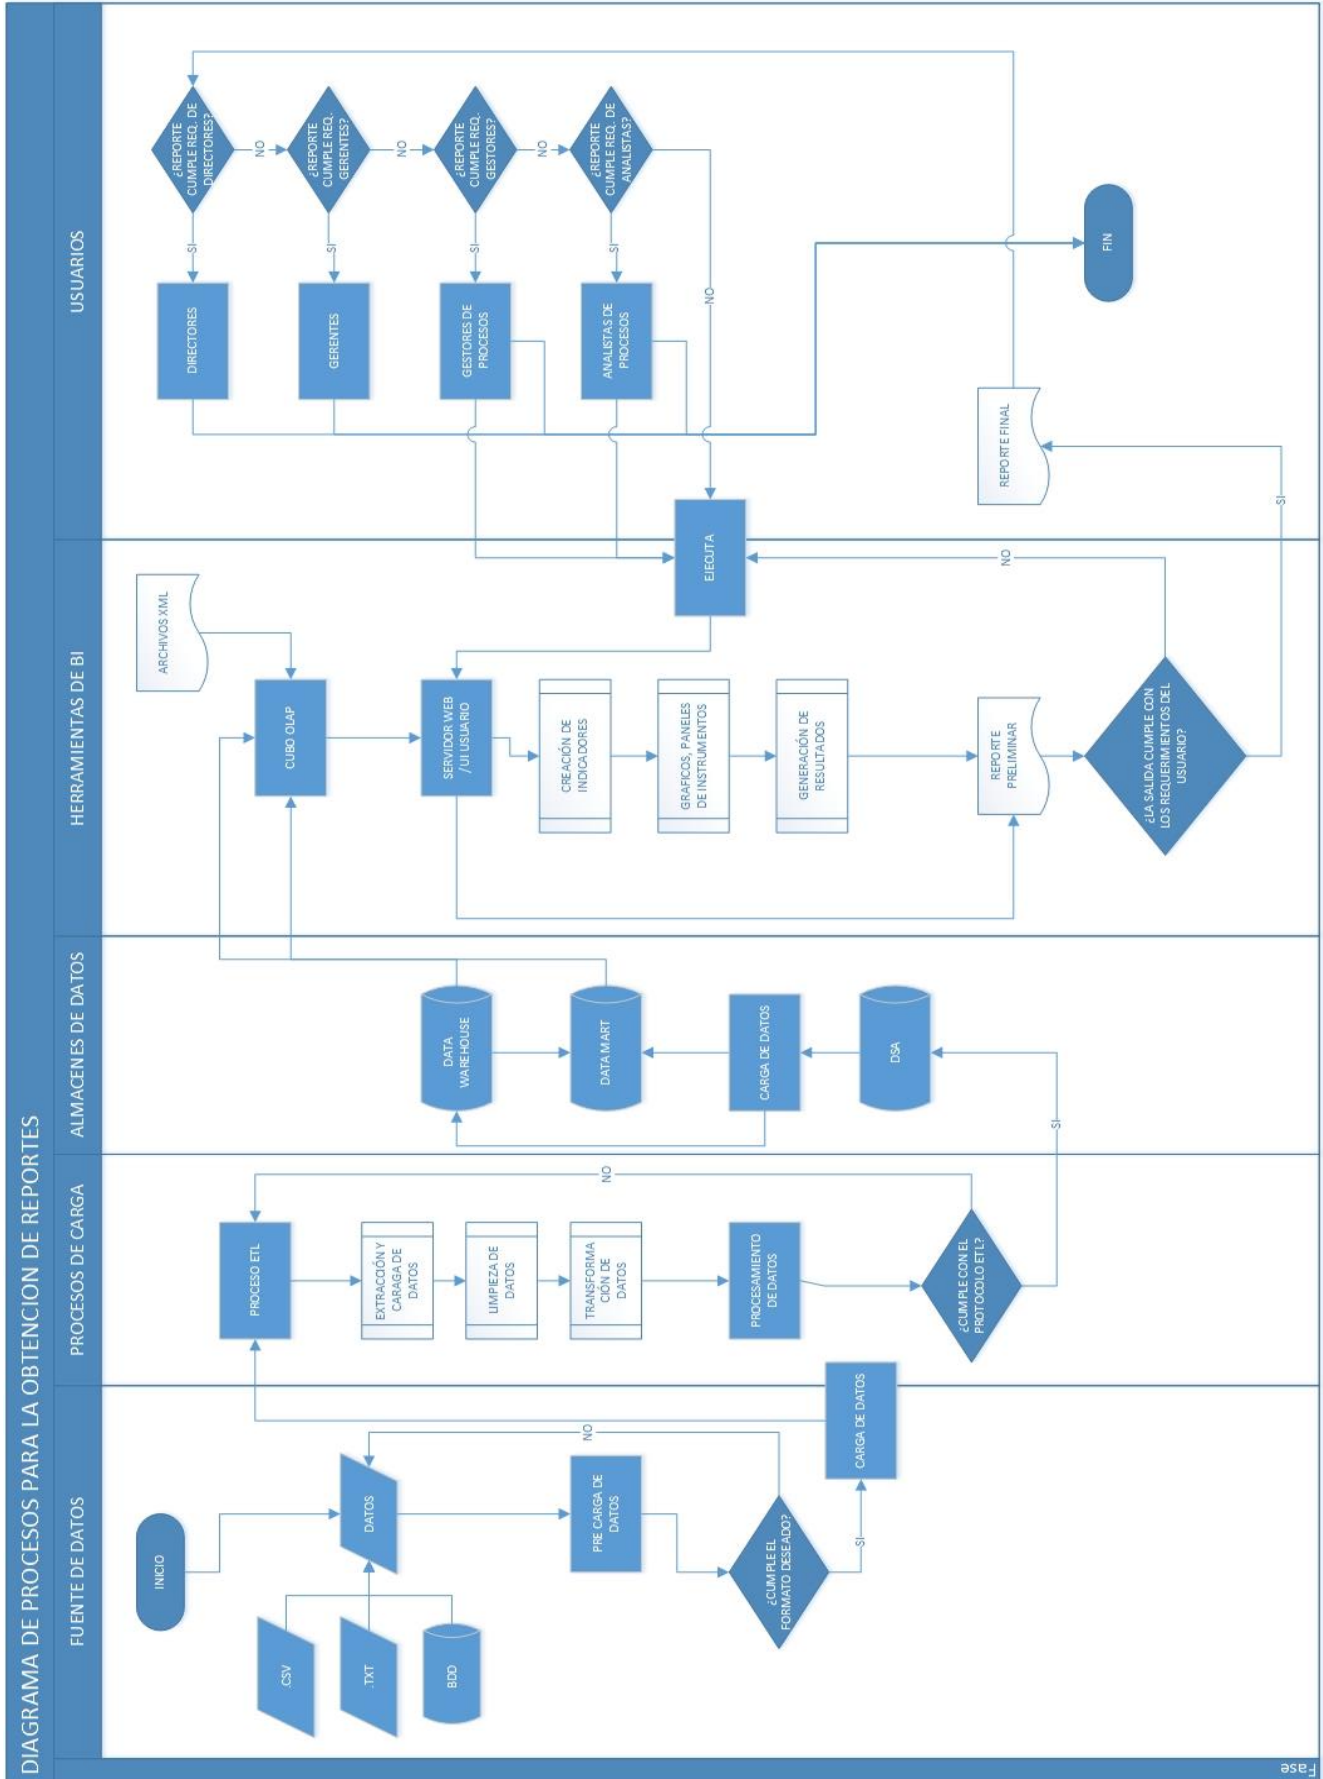 DIAGRAMA DE PROCESOS PARA LA OBTENCION DE REPORTES
FUENTE DE DATOS
PROCESOS DE CARGA
ALMACENES DE DATOS
HERRAMIENTAS DE BI
USUARIOS
Fase
INICIO
.CSV
.TXT
BDD
DATOS
PRE CARGA DE
DATOS
¿CUMPLE EL
FORMATO DESEADO?
NO
SI
CARGA DE DATOS
PROCESO ETL
EXTRACCIÓN Y
CARAGA DE
DATOS
LIMPIEZA DE
DATOS
TRANSFORMA
CIÓN DE
DATOS
PROCESAMIENTO
DE DATOS
¿CUMPLE CON EL
PROTOCOLO ETL?
NO
SI
DATA
WAREHOUSE
DATA MART
CARGA DE DATOS
DSA
ARCHIVOS XML
CUBO OLAP
SERVIDOR WEB
/ UI USUARIO
CREACIÓN DE
INDICADORES
GRAFICOS, PANELES
DE INSTRUMENTOS
GENERACIÓN DE
RESULTADOS
REPORTE
PRELIMINAR
¿LA SALIDA CUMPLE CON
LOS REQUERIMIENTOS DEL
USUARIO?
NO
SI
EJECUTA
¿REPORTE
CUMPLE REQ. DE
DIRECTORES?
NO
SI
DIRECTORES
¿REPORTE
CUMPLE REQ.
GERENTES?
NO
SI
GERENTES
¿REPORTE
CUMPLE REQ.
GESTORES?
NO
SI
GESTORES DE
PROCESOS
¿REPORTE
CUMPLE REQ. DE
ANALISTAS?
NO
SI
ANALISTAS DE
PROCESOS
REPORTE FINAL
FIN